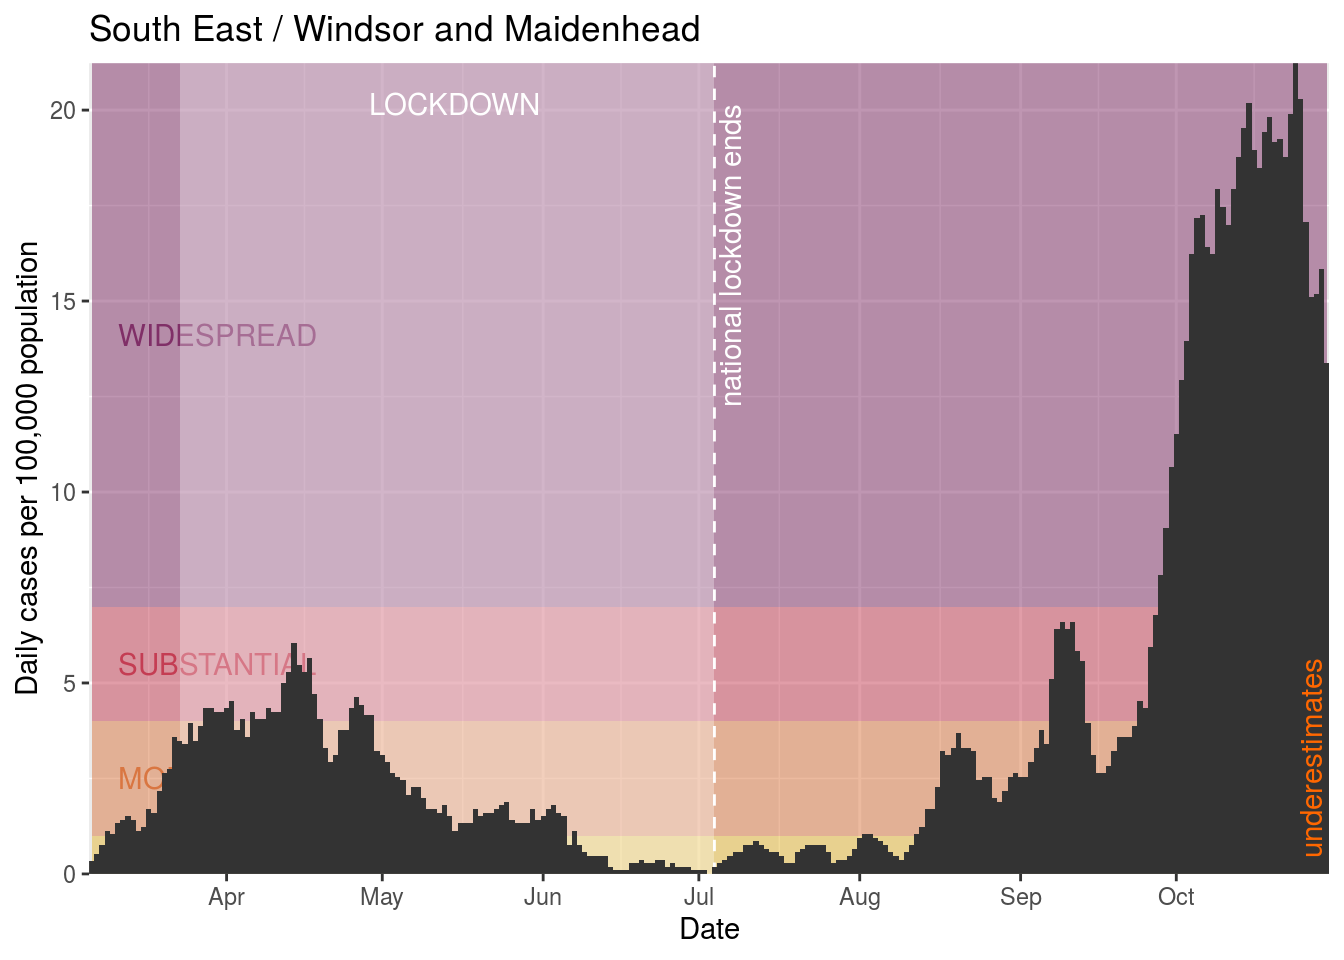 South East / Windsor and Maidenhead
LOCKDOWN
national lockdown ends
WIDESPREAD
SUBSTANTIAL
MO
underestimates
Daily cases per 100,000 population
20
15
10
5
0
Apr
May
Jun
Jul
Aug
Sep
Oct
Date